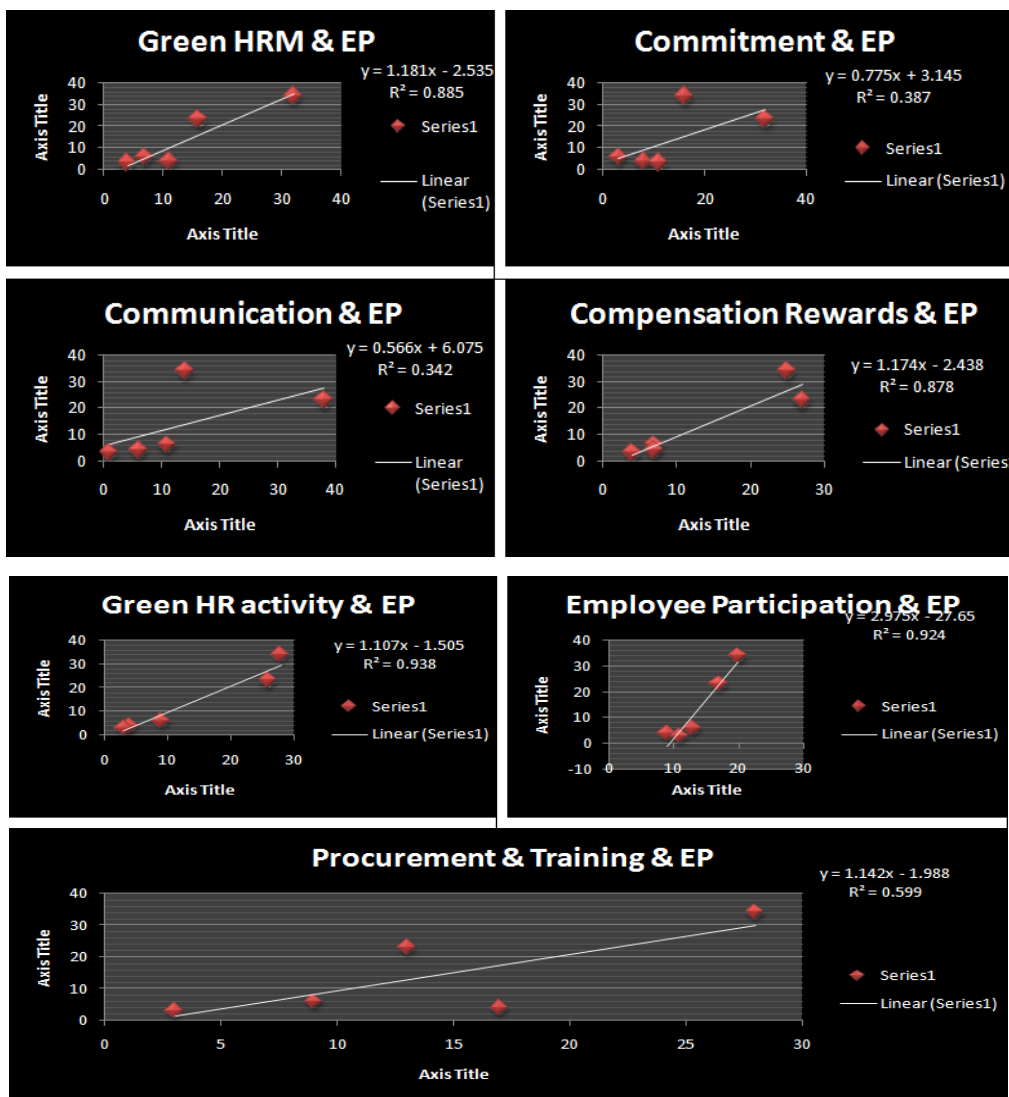 Green HRM & EP
y = 1.181x - 2.535
R² = 0.885
40
30
20
10
0
0 10 20 30 40
Axis Title
Axis Title
Series1
Linear
(Series1)
Commitment & EP
y = 0.775x + 3.145
R² = 0.387
40
30
20
10
0
0 20 40
Axis Title
Axis Title
Series1
Linear (Series1)
Communication & EP
y = 0.566x + 6.075
R² = 0.342
40
30
20
10
0
0 10 20 30 40
Axis Title
Axis Title
Series1
Linear
(Series1)
Compensation Rewards & EP
y = 1.174x - 2.438
R² = 0.878
40
30
20
10
0
0 10 20 30
Axis Title
Axis Title
Series1
Linear (Series1
Green HR activity & EP
y = 1.107x - 1.505
R² = 0.938
40
30
20
10
0
0 10 20 30
Axis Title
Axis Title
Series1
Linear (Series1)
Employee Participation & EP
y = 2.975x - 27.65
R² = 0.924
40
30
20
10
0
-10
0 10 20 30
Axis Title
Axis Title
Series1
Linear (Series1)
Procurement & Training & EP
y = 1.142x - 1.988
R² = 0.599
40
30
20
10
0
0 5 10 15 20 25 30
Axis Title
Axis Title
Series1
Linear (Series1)